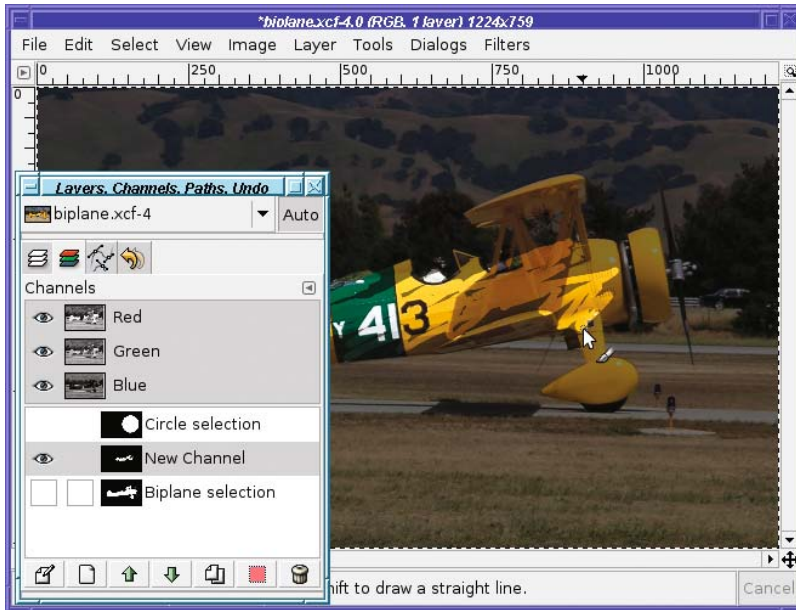 *biplane.xcf-4.0 (RGB, 1 layer) 1224x759
File Edit Select View Image Layer Tools Dialogs Filters
0 250 500 750 1000
0
Layers, Channels, Paths, Undo
biplane.xcf-4 Auto
Channels
Red
Green
Blue
Circle selection
New Channel
Biplane selection
Y 413
ift to draw a straight line.
Cancel